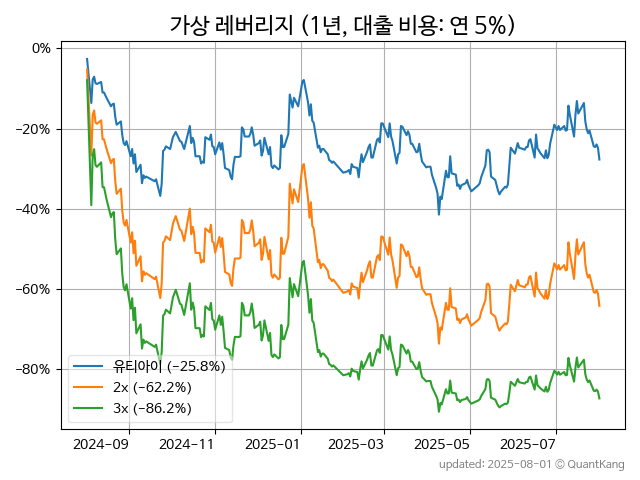 가상 레버리지 (1년, 대출 비용: 연 5%)
0%
−20%
−40%
−60%
−80%
유티아이 (−25.8%)
2x (−62.2%)
3x (−86.2%)
2024-09 2024-11 2025-01 2025-03 2025-05 2025-07
updated: 2025-08-01 © QuantKang